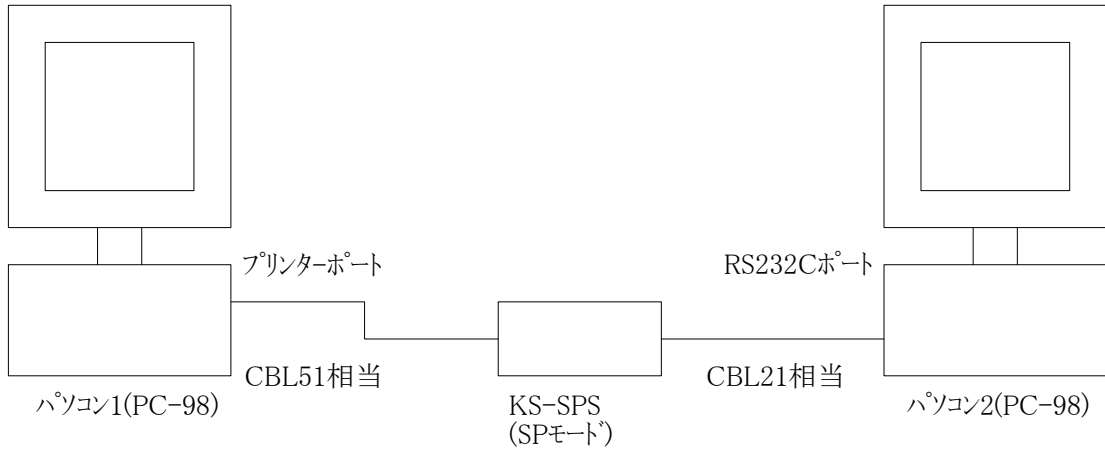 プリンターポート
RS232Cポート
CBL51相当
CBL21相当
パソコン1(PC-98)
KS-SPS
(SPモード)
パソコン2(PC-98)